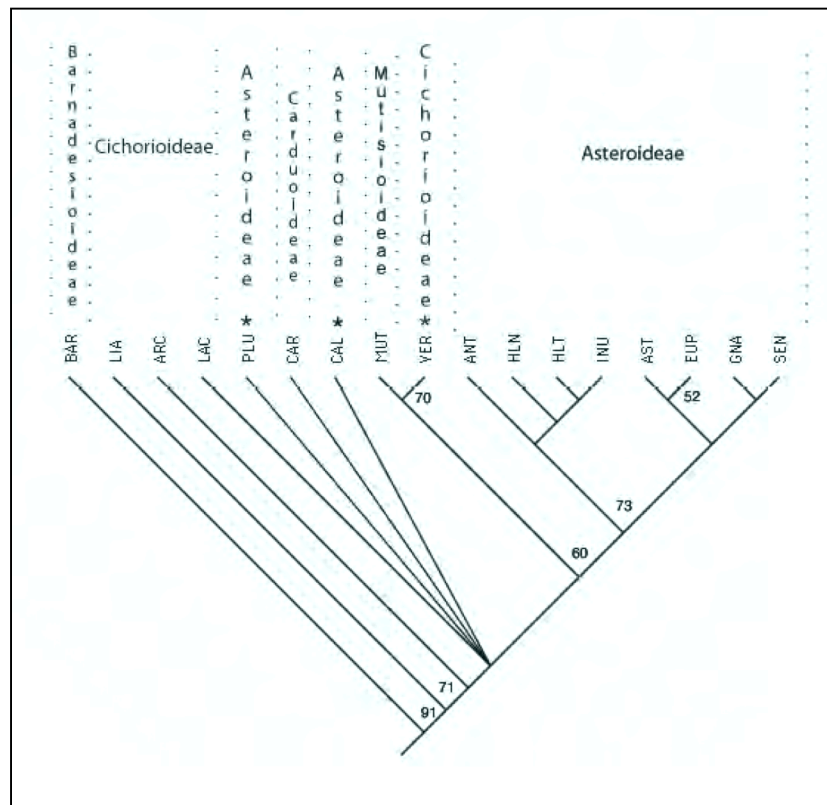 Barnadesioideae
Cichorioideae
Asteroideae *
Carduoideae
Asteroideae *
Mutisioideae
Cichorioideae *
Asteroideae
BAR LIA ARC LAC PLU CAR CAL MUT VER ANT HLN HLT INU AST EUP GNA SEN
70
52
73
60
71
91